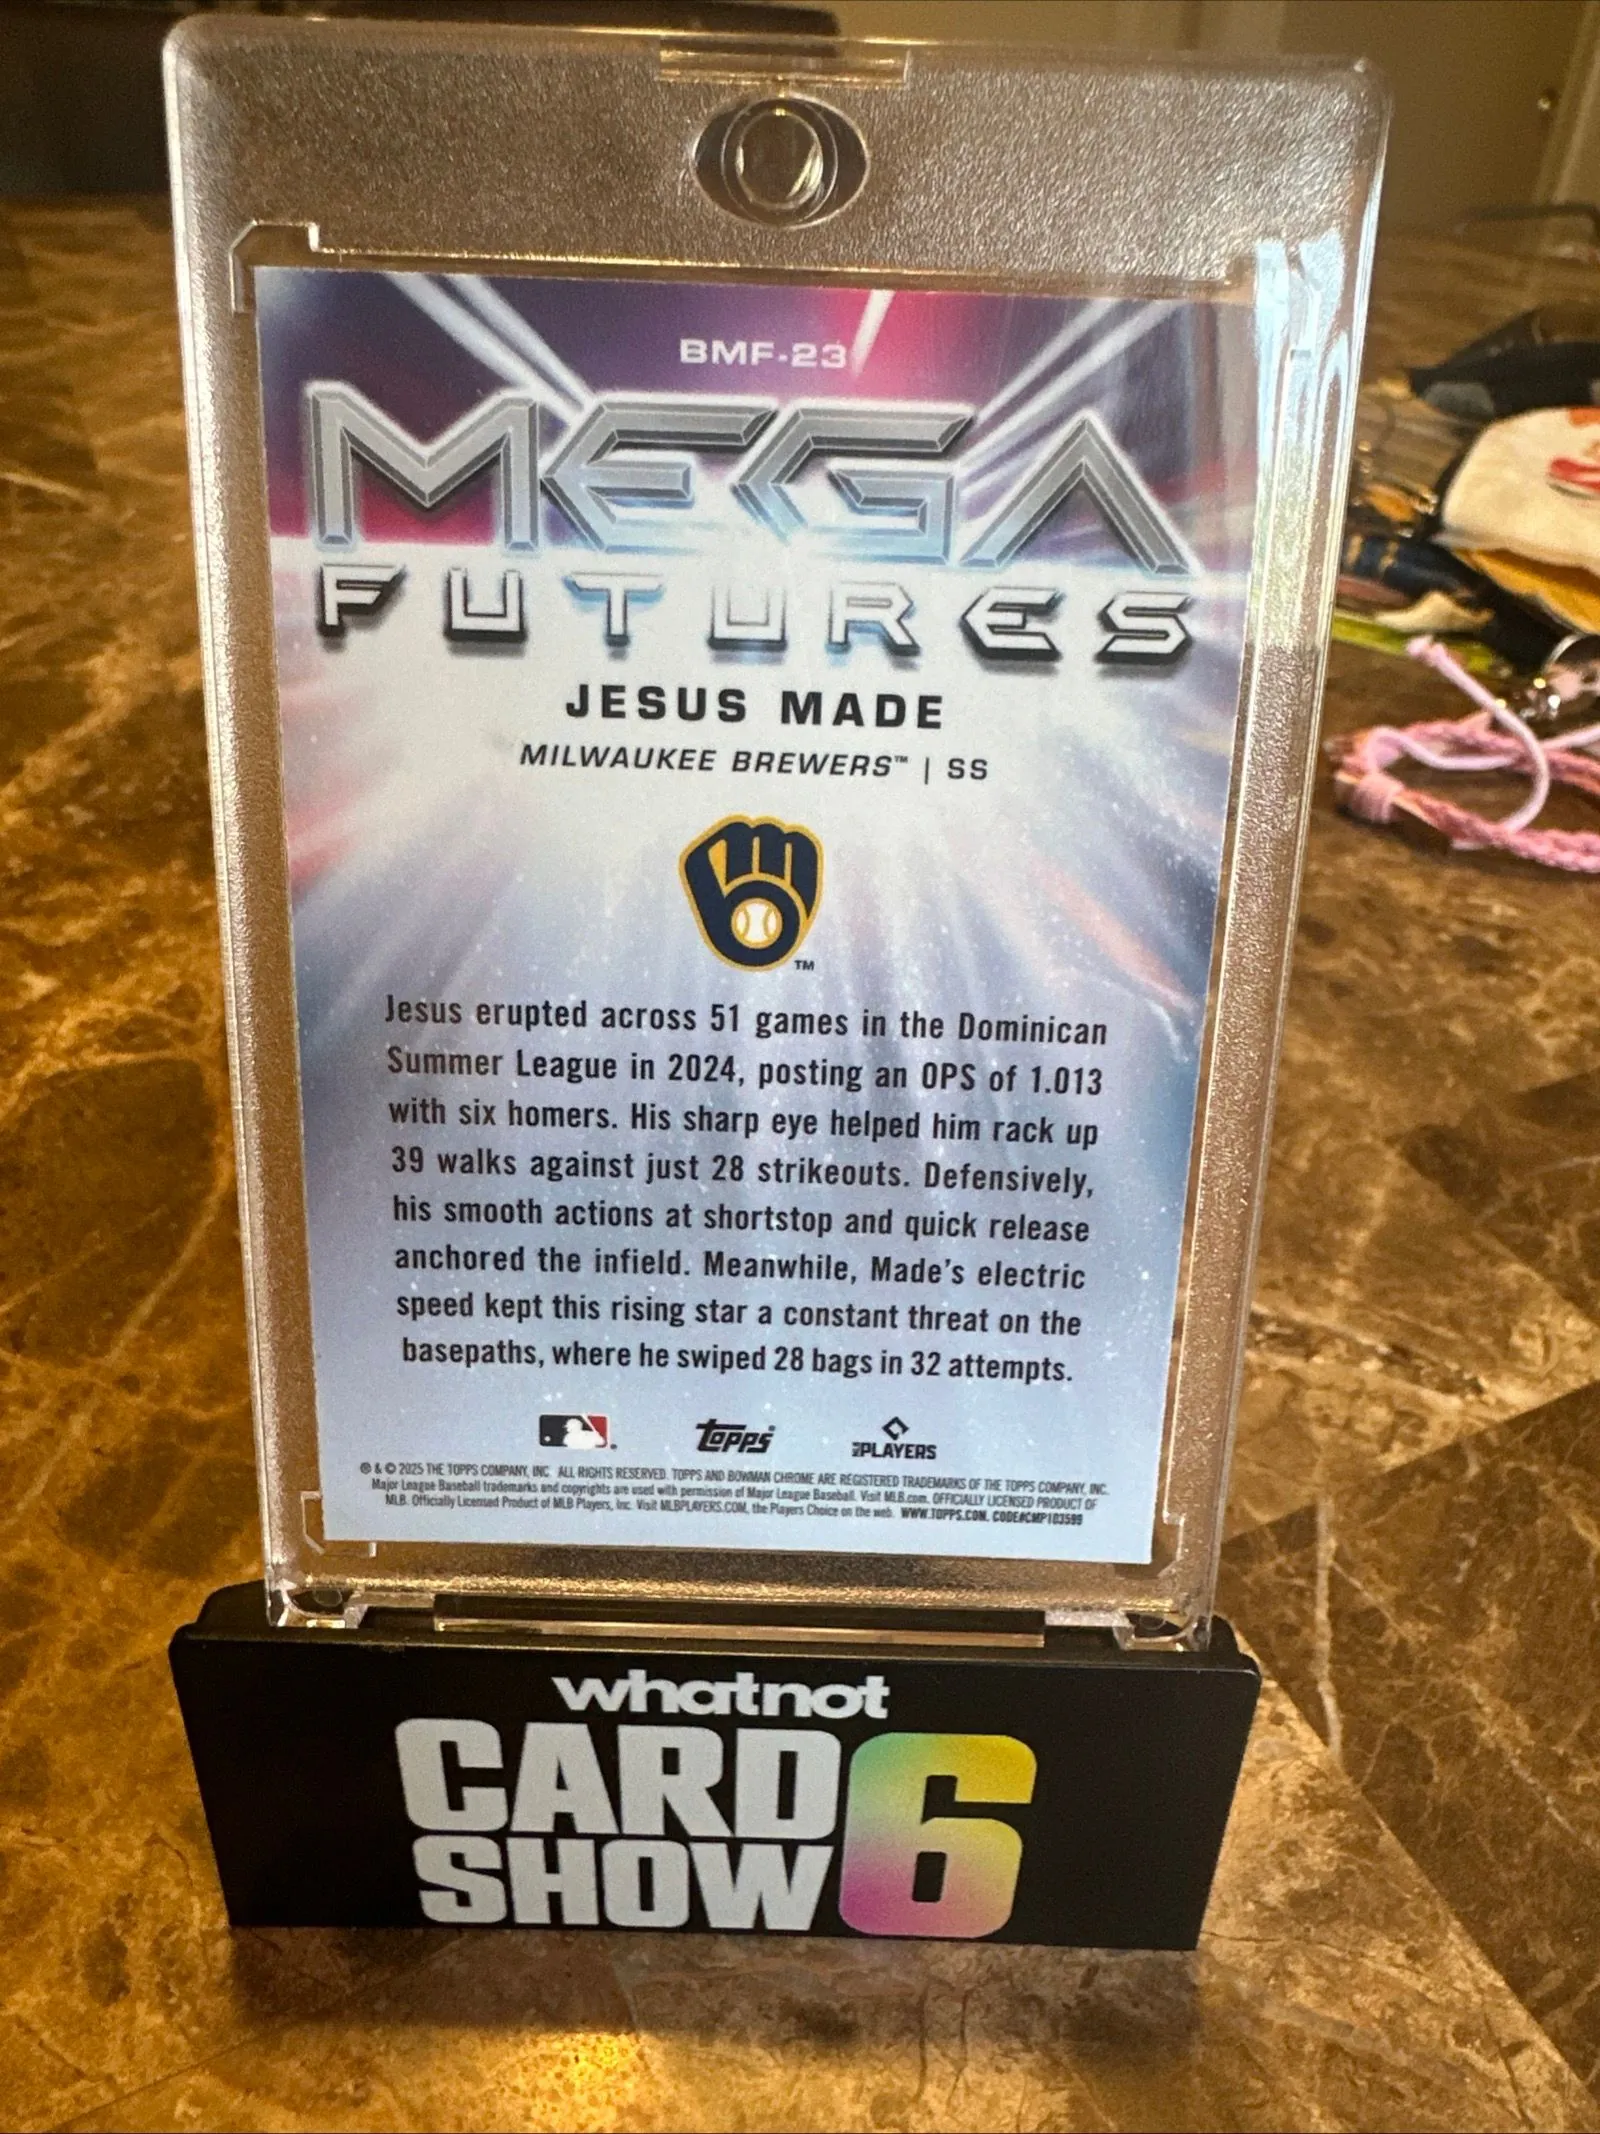 BMF-23
MEGA
FUTURES
JESUS MADE
MILWAUKEE BREWERS™ | SS
TM
Jesus erupted across 51 games in the Dominican
Summer League in 2024, posting an OPS of 1.013
with six homers. His sharp eye helped him rack up
39 walks against just 28 strikeouts. Defensively,
his smooth actions at shortstop and quick release
anchored the infield. Meanwhile, Made's electric
speed kept this rising star a constant threat on the
basepaths, where he swiped 28 bags in 32 attempts.
topps
MLB PLAYERS
® & © 2025 THE TOPPS COMPANY, INC. ALL RIGHTS RESERVED. TOPPS AND BOWMAN CHROME ARE REGISTERED TRADEMARKS OF THE TOPPS COMPANY, INC.
Major League Baseball trademarks and copyrights are used with permission of Major League Baseball. Visit MLB.com. OFFICIALLY LICENSED PRODUCT OF
MLB. Officially Licensed Product of MLB Players, Inc. Visit MLBPLAYERS.COM, the Players Choice on the web. WWW.TOPPS.COM. CODE#CMP103599
whatnot
CARD
SHOW 6